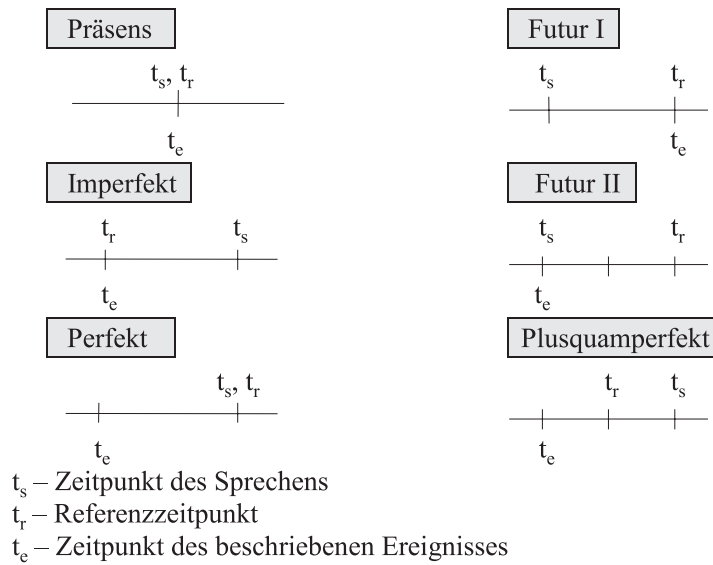 Präsens
t_s, t_r
t_e
Imperfekt
t_r t_s
t_e
Perfekt
t_s, t_r
t_e
Futur I
t_s t_r
t_e
Futur II
t_s t_r
t_e
Plusquamperfekt
t_r t_s
t_e
t_s – Zeitpunkt des Sprechens
t_r – Referenzzeitpunkt
t_e – Zeitpunkt des beschriebenen Ereignisses